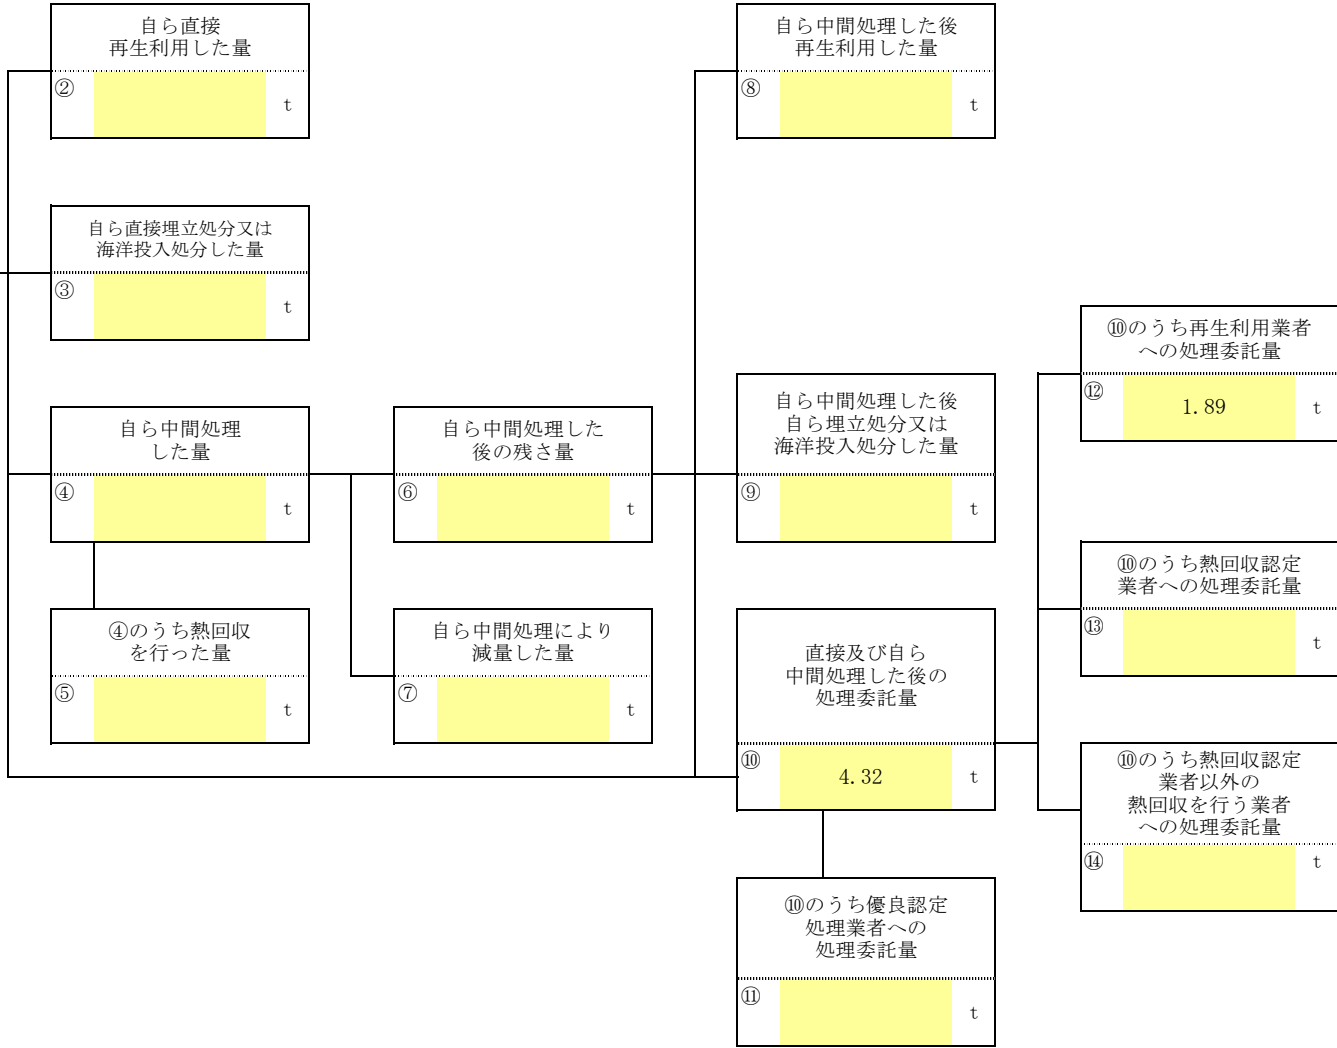 自ら直接
再生利用した量
②
t
自ら中間処理した後
再生利用した量
⑧
t
自ら直接埋立処分又は
海洋投入処分した量
③
t
⑩のうち再生利用業者
への処理委託量
⑫
1.89
t
自ら中間処理
した量
④
t
自ら中間処理した
後の残さ量
⑥
t
自ら中間処理した後
自ら埋立処分又は
海洋投入処分した量
⑨
t
⑩のうち熱回収認定
業者への処理委託量
⑬
t
④のうち熱回収
を行った量
⑤
t
自ら中間処理により
減量した量
⑦
t
直接及び自ら
中間処理した後の
処理委託量
⑩
4.32
t
⑩のうち熱回収認定
業者以外の
熱回収を行う業者
への処理委託量
⑭
t
⑩のうち優良認定
処理業者への
処理委託量
⑪
t